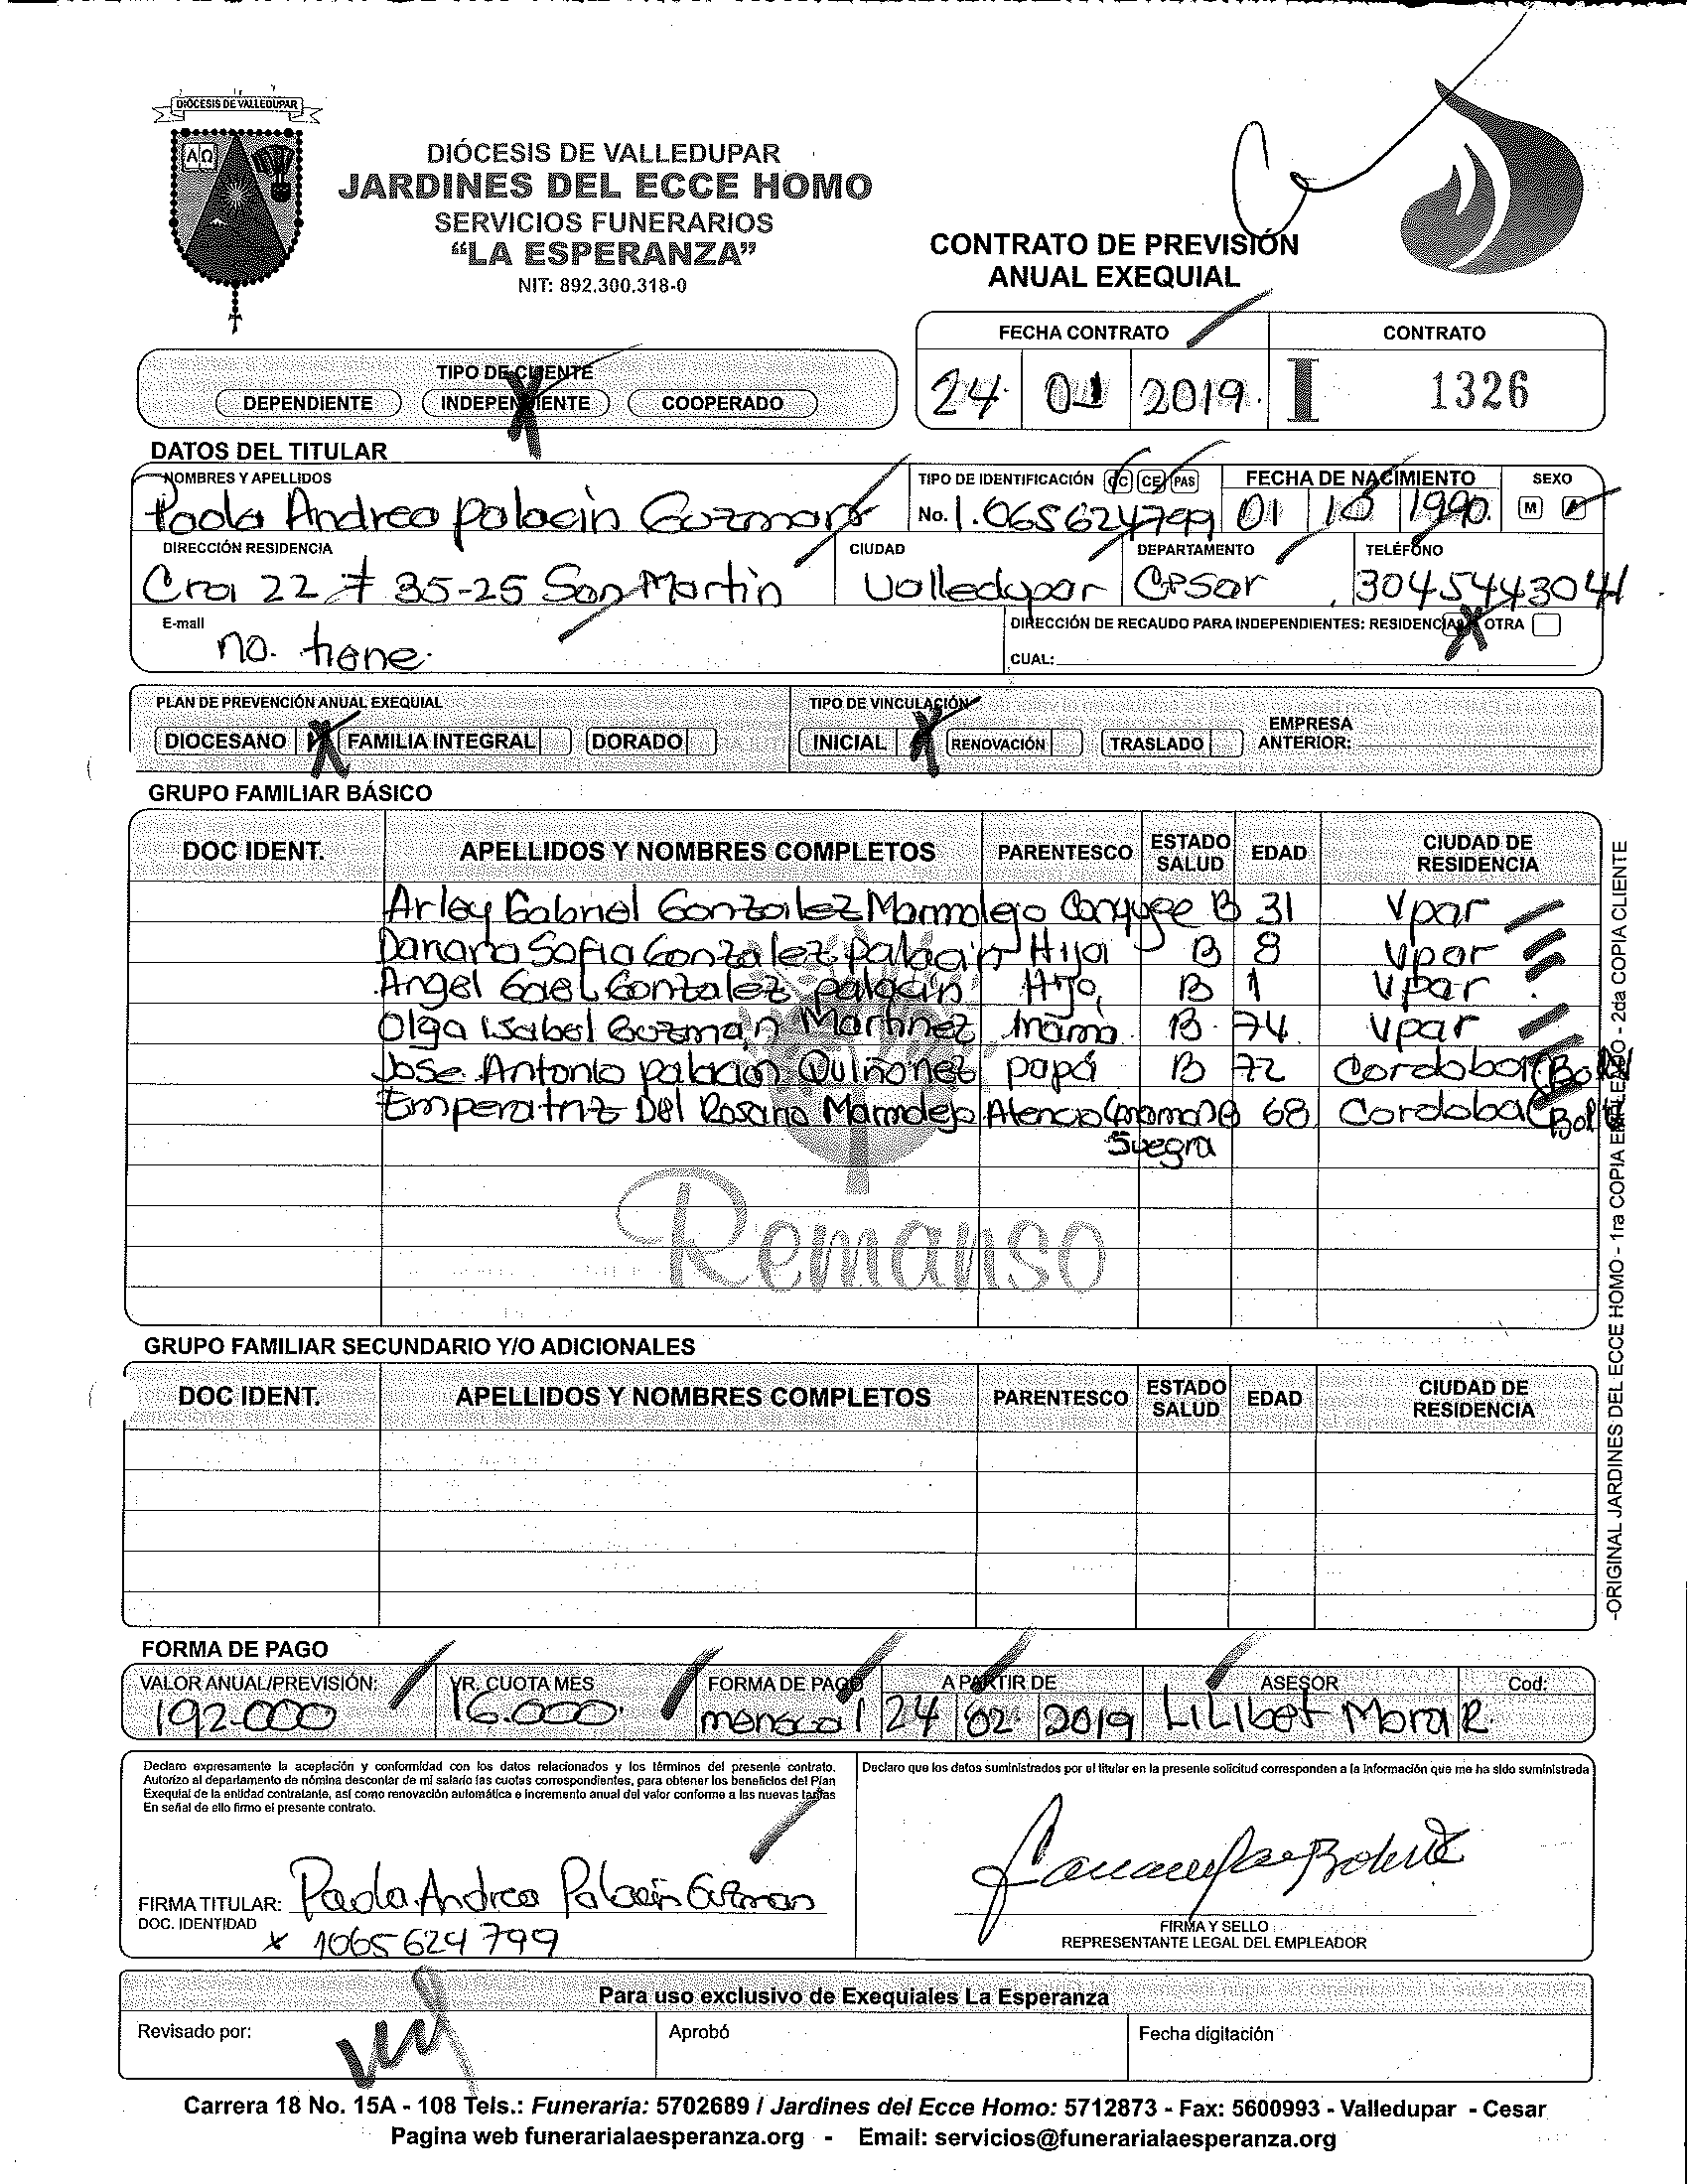 DIÓCESIS DE VALLEDUPAR
AΩ
DIÓCESIS DE VALLEDUPAR
JARDINES DEL ECCE HOMO
SERVICIOS FUNERARIOS
“LA ESPERANZA”
NIT: 892.300.318-0
CONTRATO DE PREVISIÓN
ANUAL EXEQUIAL
FECHA CONTRATO CONTRATO
24 01 2019. I 1326
TIPO DE CLIENTE
DEPENDIENTE INDEPENDIENTE X COOPERADO
DATOS DEL TITULAR
NOMBRES Y APELLIDOS TIPO DE IDENTIFICACIÓN CC CE PAS FECHA DE NACIMIENTO SEXO
Paola Andrea Palacin Guzman No. 1.065624799 01 10 1990. M
DIRECCIÓN RESIDENCIA CIUDAD DEPARTAMENTO TELÉFONO
Cra 22 # 35-25 San Martin Valledupar Cesar 3045443041
E-mail no. tiene. DIRECCIÓN DE RECAUDO PARA INDEPENDIENTES: RESIDENCIA X OTRA
CUAL:
PLAN DE PREVENCIÓN ANUAL EXEQUIAL TIPO DE VINCULACIÓN
DIOCESANO X FAMILIA INTEGRAL DORADO INICIAL X RENOVACIÓN TRASLADO EMPRESA ANTERIOR:
GRUPO FAMILIAR BÁSICO
DOC IDENT. APELLIDOS Y NOMBRES COMPLETOS PARENTESCO ESTADO SALUD EDAD CIUDAD DE RESIDENCIA
Arley Gabriel Gonzalez Marmolejo B 31 Vpar
Danara Sofia Gonzalez Palacin Hija B 8 Vpar
Angel Gael Gonzalez palacin Hijo, B 1 Vpar
Olga Isabel Guzman Martinez mamá B. 74 Vpar
Jose Antonio palacion Quiñonez papá B 72 Cordoba
Emperatriz Del Rosario Marmolejo Atencio (mama) B 68 Cordoba
Suegra
Remanso
GRUPO FAMILIAR SECUNDARIO Y/O ADICIONALES
DOC IDENT. APELLIDOS Y NOMBRES COMPLETOS PARENTESCO ESTADO SALUD EDAD CIUDAD DE RESIDENCIA
-ORIGINAL JARDINES DEL ECCE HOMO - 1ra COPIA EMPLEADO - 2da COPIA CLIENTE
FORMA DE PAGO
VALOR ANUAL/PREVISIÓN: VR. CUOTA MES FORMA DE PAGO A PARTIR DE ASESOR Cod:
192.000 16.000. mensual 24 02 2019 LiLibet Mora R.
Declaro expresamente la aceptación y conformidad con los datos relacionados y los términos del presente contrato.
Autorizo al departamento de nómina descontar de mi salario las cuotas correspondientes, para obtener los beneficios del Plan
Exequial de la entidad contratante, así como renovación automática e incremento anual del valor conforme a las nuevas tarifas
En señal de ello firmo el presente contrato.
Declaro que los datos suministrados por el titular en la presente solicitud corresponden a la información que me ha sido suministrada
FIRMA TITULAR: Paola Andrea Palacin Guzman
DOC. IDENTIDAD x 1065 624 799
FIRMA Y SELLO
REPRESENTANTE LEGAL DEL EMPLEADOR
Para uso exclusivo de Exequiales La Esperanza
Revisado por: Aprobó Fecha digitación
Carrera 18 No. 15A - 108 Tels.: Funeraria: 5702689 / Jardines del Ecce Homo: 5712873 - Fax: 5600993 - Valledupar - Cesar
Pagina web funerarialaesperanza.org - Email: servicios@funerarialaesperanza.org